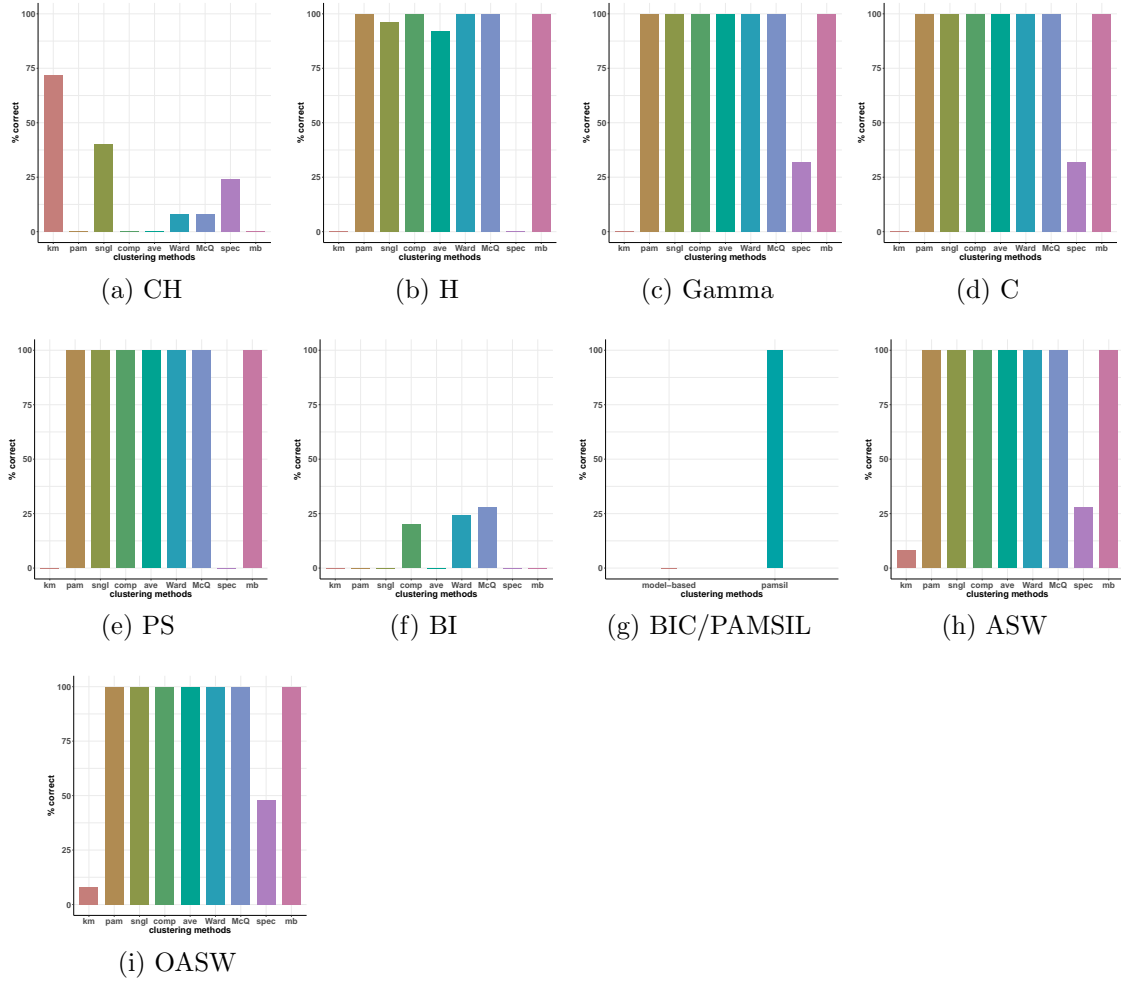 % correct
100
75
50
25
0
km pam sngl comp ave Ward McQ spec mb
clustering methods
(a) CH
% correct
100
75
50
25
0
km pam sngl comp ave Ward McQ spec mb
clustering methods
(b) H
% correct
100
75
50
25
0
km pam sngl comp ave Ward McQ spec mb
clustering methods
(c) Gamma
% correct
100
75
50
25
0
km pam sngl comp ave Ward McQ spec mb
clustering methods
(d) C
% correct
100
75
50
25
0
km pam sngl comp ave Ward McQ spec mb
clustering methods
(e) PS
% correct
100
75
50
25
0
km pam sngl comp ave Ward McQ spec mb
clustering methods
(f) BI
% correct
100
75
50
25
0
model-based pamsil
clustering methods
(g) BIC/PAMSIL
% correct
100
75
50
25
0
km pam sngl comp ave Ward McQ spec mb
clustering methods
(h) ASW
% correct
100
75
50
25
0
km pam sngl comp ave Ward McQ spec mb
clustering methods
(i) OASW